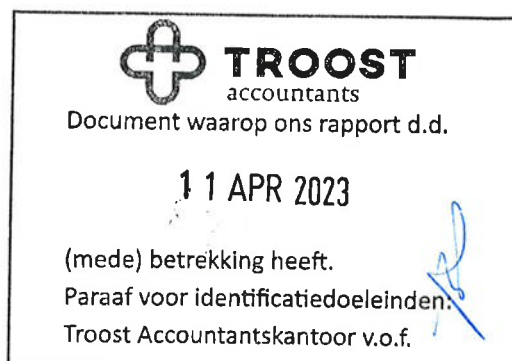 TROOST
accountants
Document waarop ons rapport d.d.
11 APR 2023
(mede) betrekking heeft.
Paraaf voor identificatiedoeleinden:
Troost Accountantskantoor v.o.f.